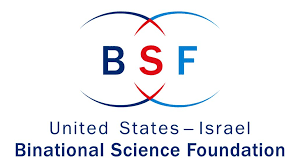 BSF
United States – Israel
Binational Science Foundation